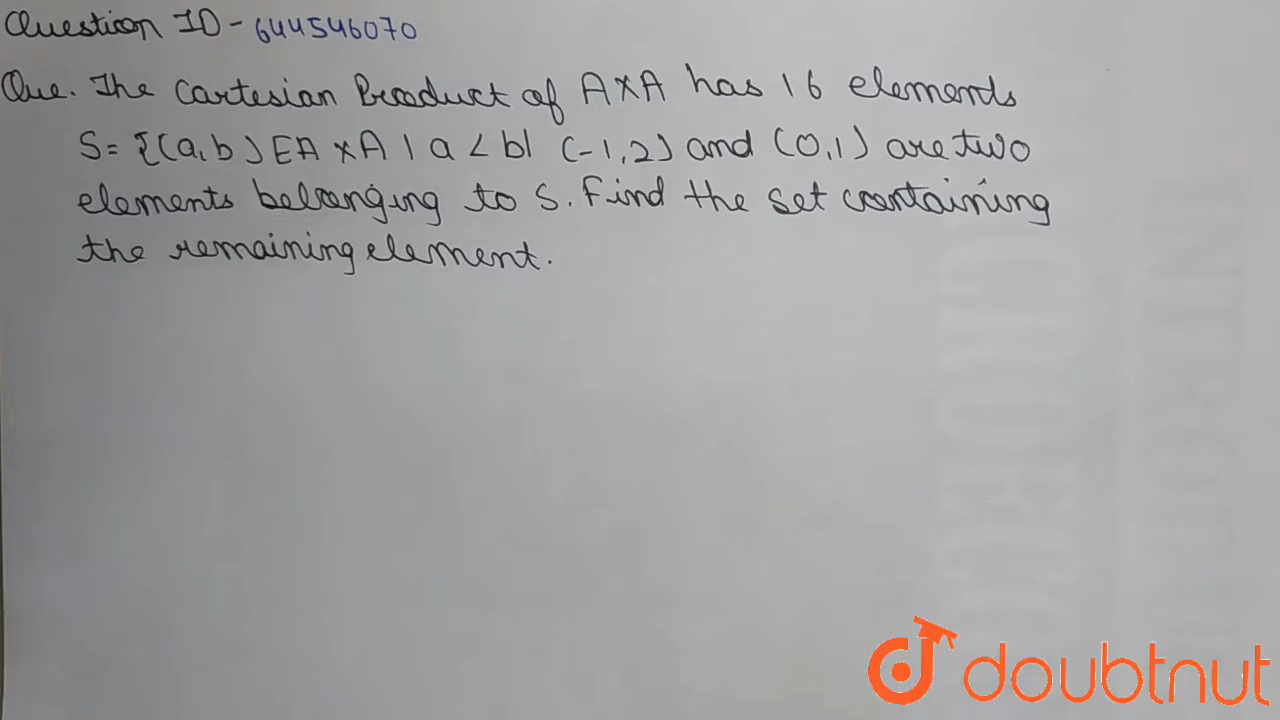 Question ID - 644546070
Que. The Cartesian Product of A×A has 16 elements
S= {(a,b) E A × A | a < b| (-1,2) and (0,1) are two
elements belonging to S. Find the set containing
the remaining element.
doubtnut